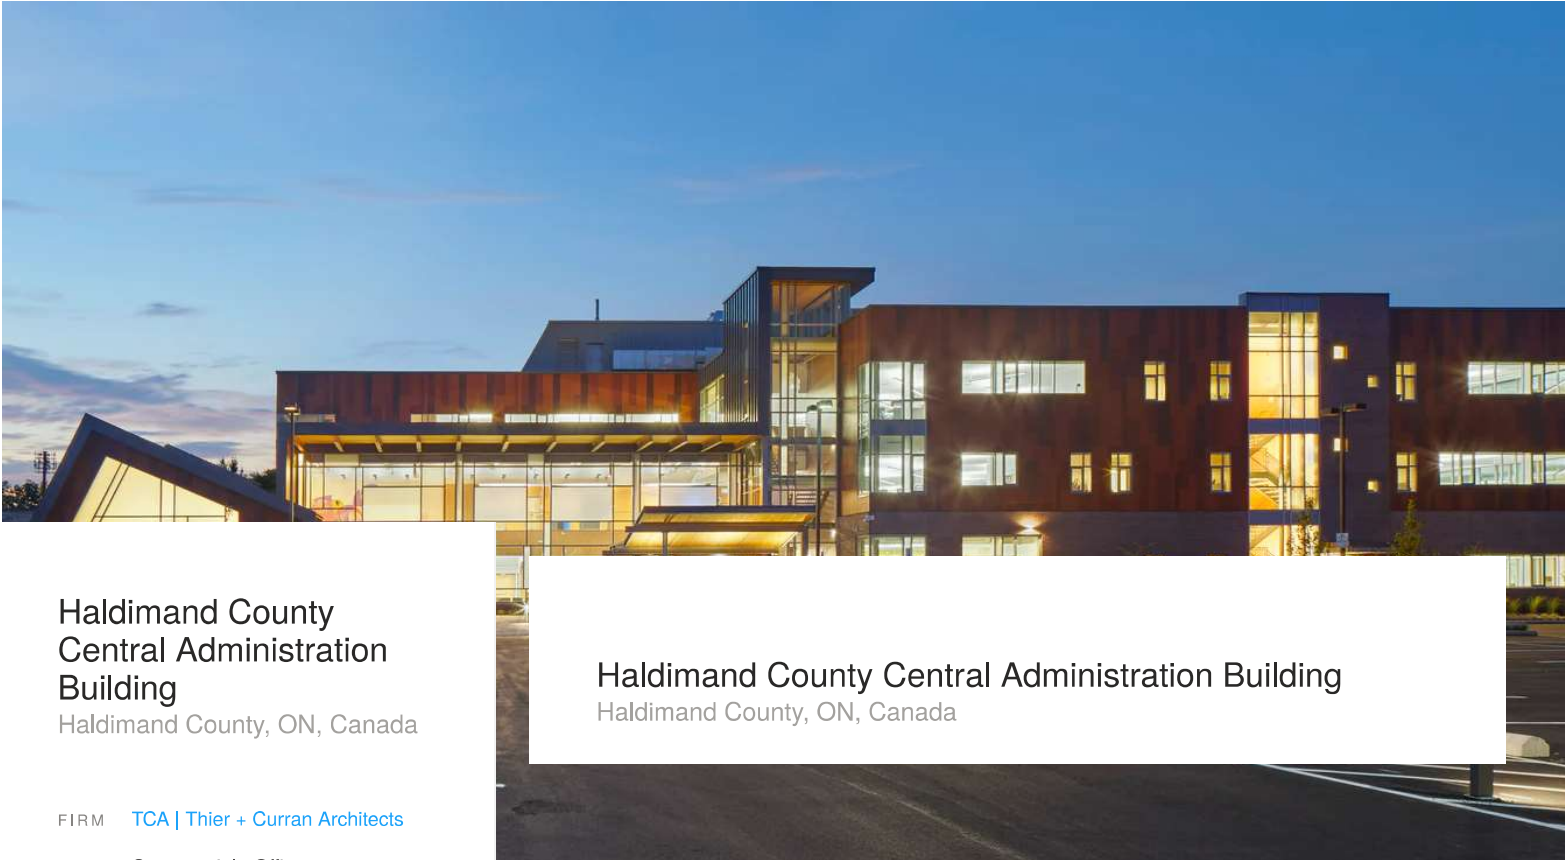 Haldimand County
Central Administration
Building
Haldimand County, ON, Canada
FIRM TCA | Thier + Curran Architects
Haldimand County Central Administration Building
Haldimand County, ON, Canada